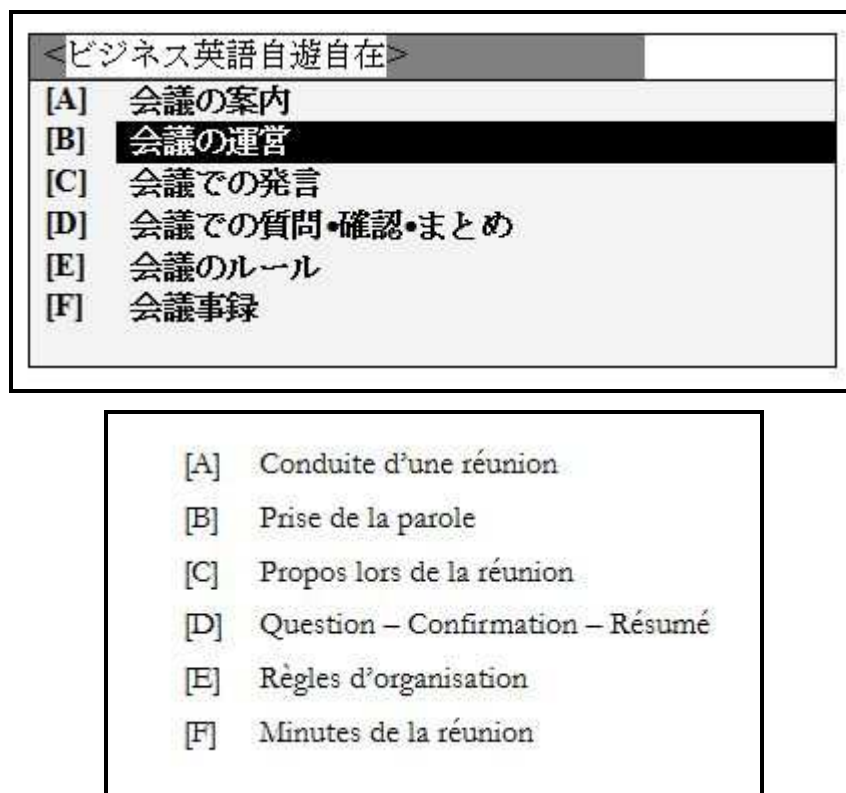 <ビジネス英語自遊自在>
[A] 会議の案内
[B] 会議の運営
[C] 会議での発言
[D] 会議での質問•確認•まとめ
[E] 会議のルール
[F] 会議事録
[A] Conduite d’une réunion
[B] Prise de la parole
[C] Propos lors de la réunion
[D] Question – Confirmation – Résumé
[E] Règles d’organisation
[F] Minutes de la réunion